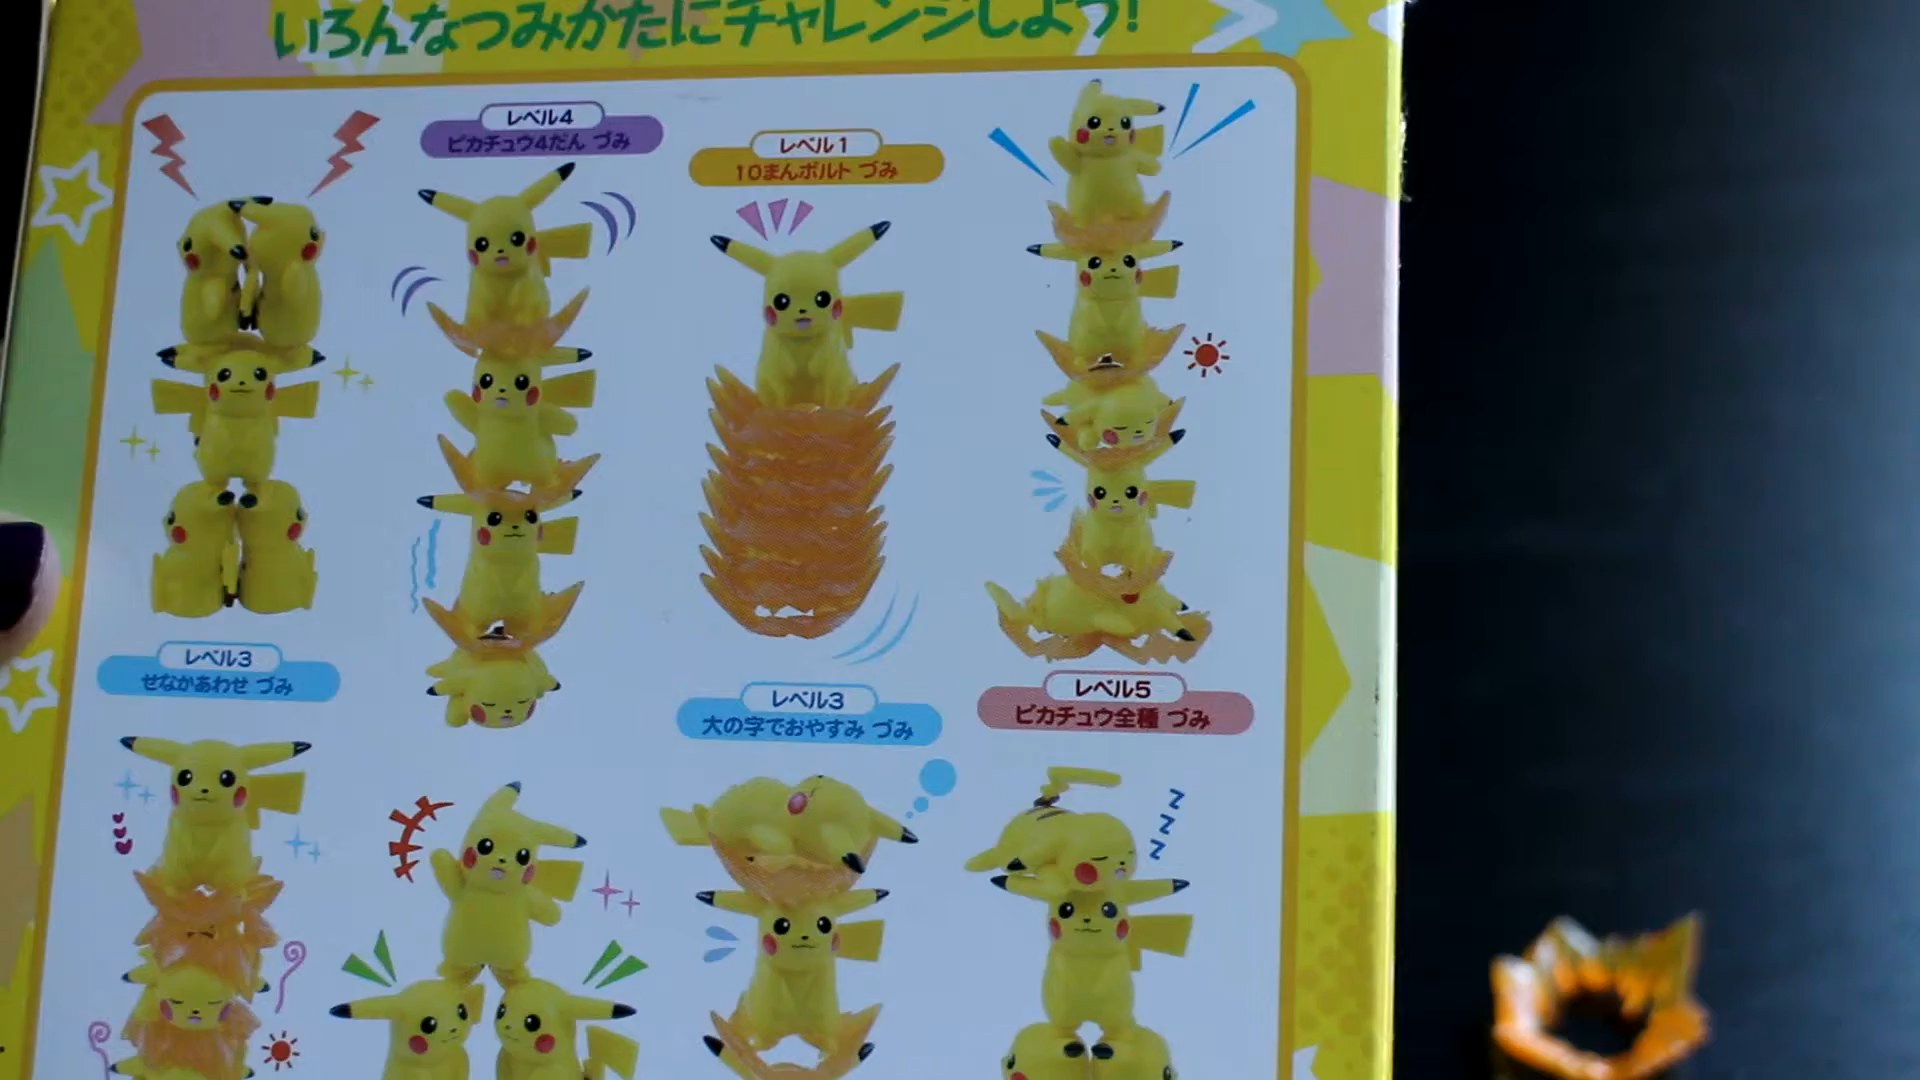 いろんなつみかたにチャレンジしよう!
レベル4
ピカチュウ4だん づみ
レベル1
10まんボルト づみ
レベル3
せなかあわせ づみ
レベル3
大の字でおやすみ づみ
レベル5
ピカチュウ全種 づみ
z
z
z